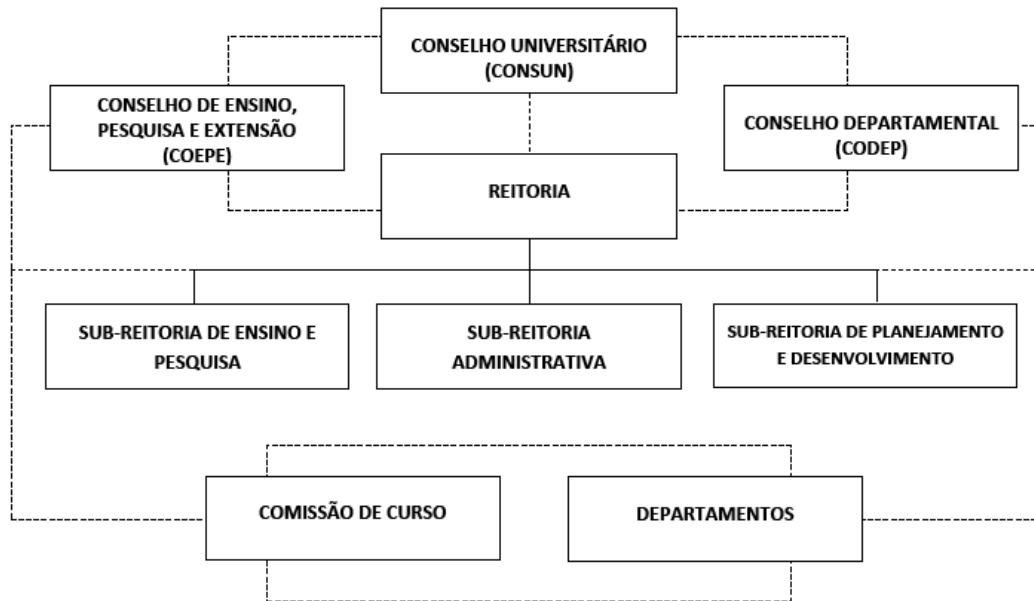 CONSELHO UNIVERSITÁRIO
(CONSUN)
CONSELHO DE ENSINO,
PESQUISA E EXTENSÃO
(COEPE)
CONSELHO DEPARTAMENTAL
(CODEP)
REITORIA
SUB-REITORIA DE ENSINO E
PESQUISA
SUB-REITORIA
ADMINISTRATIVA
SUB-REITORIA DE PLANEJAMENTO
E DESENVOLVIMENTO
COMISSÃO DE CURSO
DEPARTAMENTOS